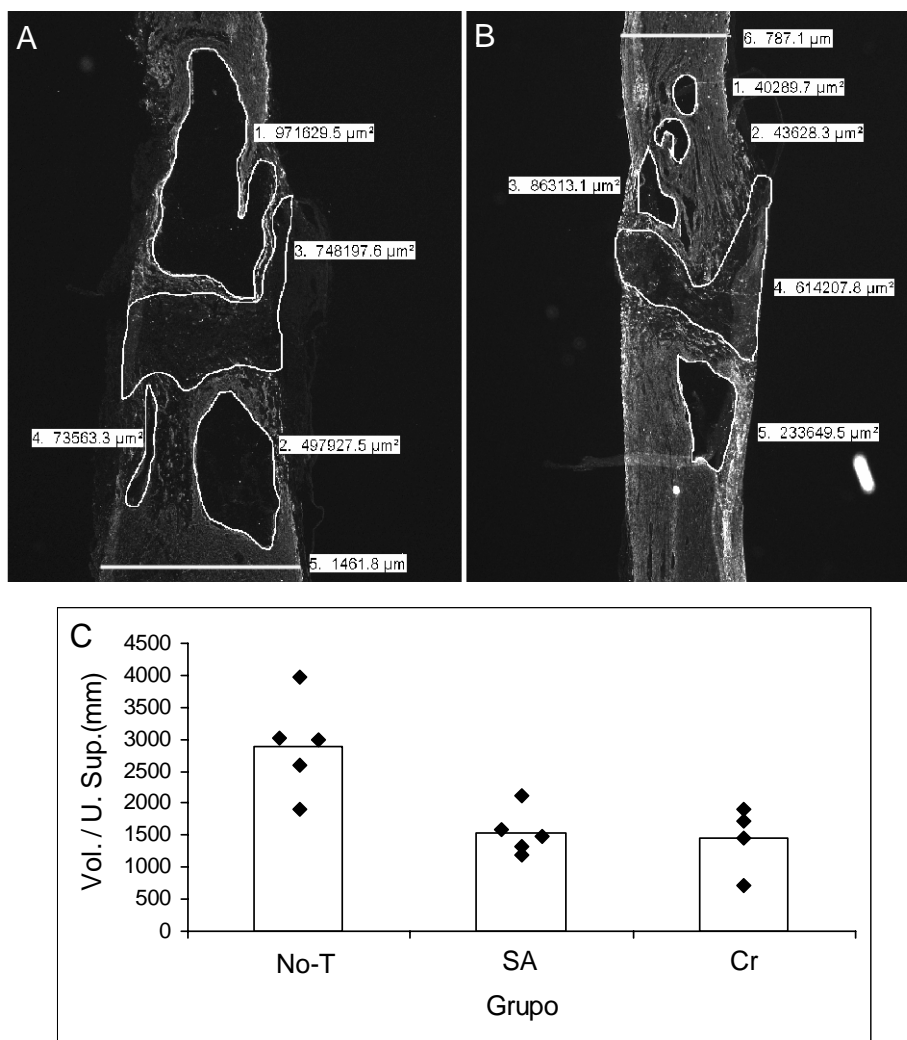 A
1. 971629.5 µm²
3. 748197.6 µm²
4. 73563.3 µm²
2. 497927.5 µm²
5. 1461.8 µm
B
6. 787.1 µm
1. 40289.7 µm²
2. 43628.3 µm²
3. 86313.1 µm²
4. 614207.8 µm²
5. 233649.5 µm²
C
Vol. / U. Sup.(mm)
4500
4000
3500
3000
2500
2000
1500
1000
500
0
No-T SA Cr
Grupo